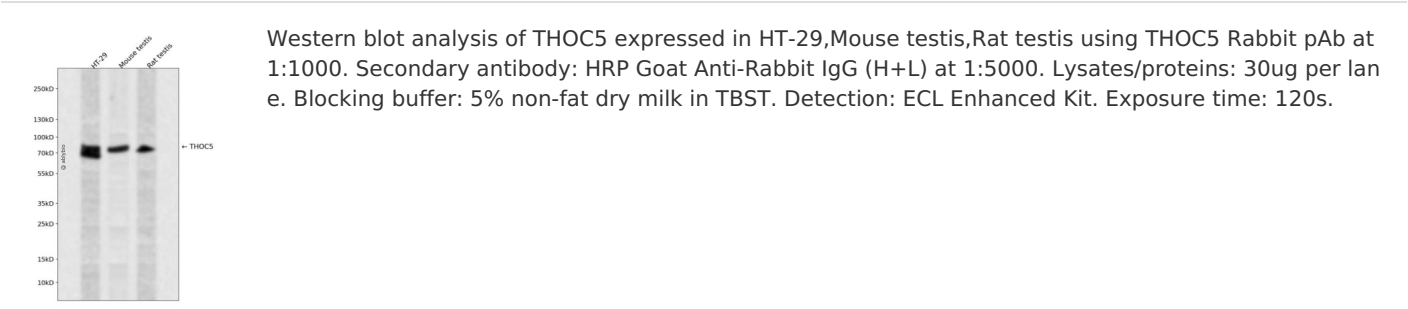 HT-29
Mouse testis
Rat testis
250kD
130kD
100kD
70kD
55kD
35kD
25kD
15kD
10kD
← THOC5
Western blot analysis of THOC5 expressed in HT-29,Mouse testis,Rat testis using THOC5 Rabbit pAb at
1:1000. Secondary antibody: HRP Goat Anti-Rabbit IgG (H+L) at 1:5000. Lysates/proteins: 30ug per lan
e. Blocking buffer: 5% non-fat dry milk in TBST. Detection: ECL Enhanced Kit. Exposure time: 120s.